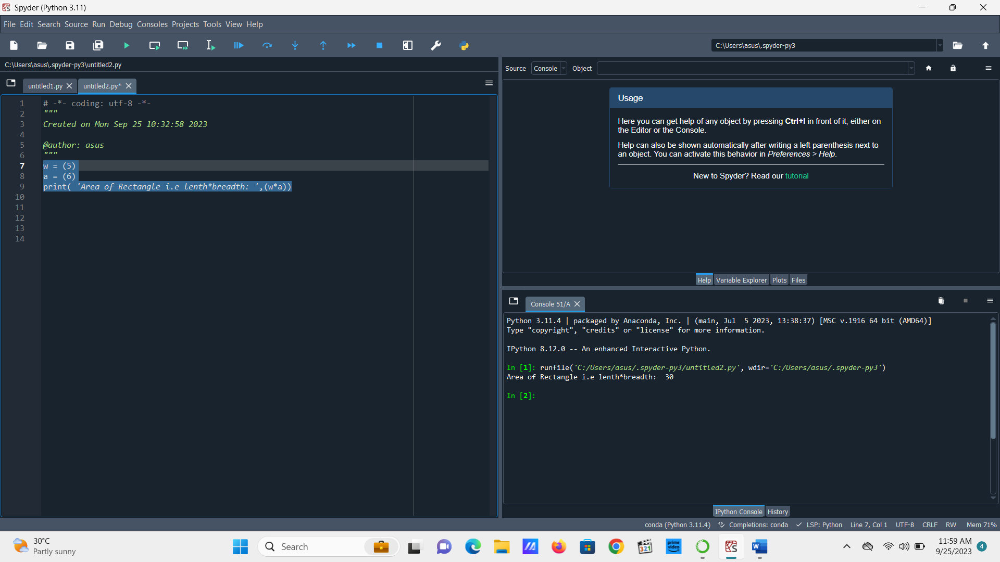 Spyder (Python 3.11)
File Edit Search Source Run Debug Consoles Projects Tools View Help
C:\Users\asus\.spyder-py3
C:\Users\asus\.spyder-py3\untitled2.py
untitled1.py
untitled2.py*
1 # -*- coding: utf-8 -*-
2 """
3 Created on Mon Sep 25 10:32:58 2023
4
5 @author: asus
6 """
7 w = (5)
8 a = (6)
9 print( 'Area of Rectangle i.e lenth*breadth: ',(w*a))
10
11
12
13
14
Source Console Object
Usage
Here you can get help of any object by pressing Ctrl+I in front of it, either on
the Editor or the Console.
Help can also be shown automatically after writing a left parenthesis next to
an object. You can activate this behavior in Preferences > Help.
New to Spyder? Read our tutorial
Help Variable Explorer Plots Files
Console 51/A
Python 3.11.4 | packaged by Anaconda, Inc. | (main, Jul  5 2023, 13:38:37) [MSC v.1916 64 bit (AMD64)]
Type "copyright", "credits" or "license" for more information.
IPython 8.12.0 -- An enhanced Interactive Python.
In [1]: runfile('C:/Users/asus/.spyder-py3/untitled2.py', wdir='C:/Users/asus/.spyder-py3')
Area of Rectangle i.e lenth*breadth:  30
In [2]:
IPython Console History
conda (Python 3.11.4) Completions: conda LSP: Python Line 7, Col 1 UTF-8 CRLF RW Mem 71%
30°C
Partly sunny
Search
321
prime video
W
11:59 AM
9/25/2023
4